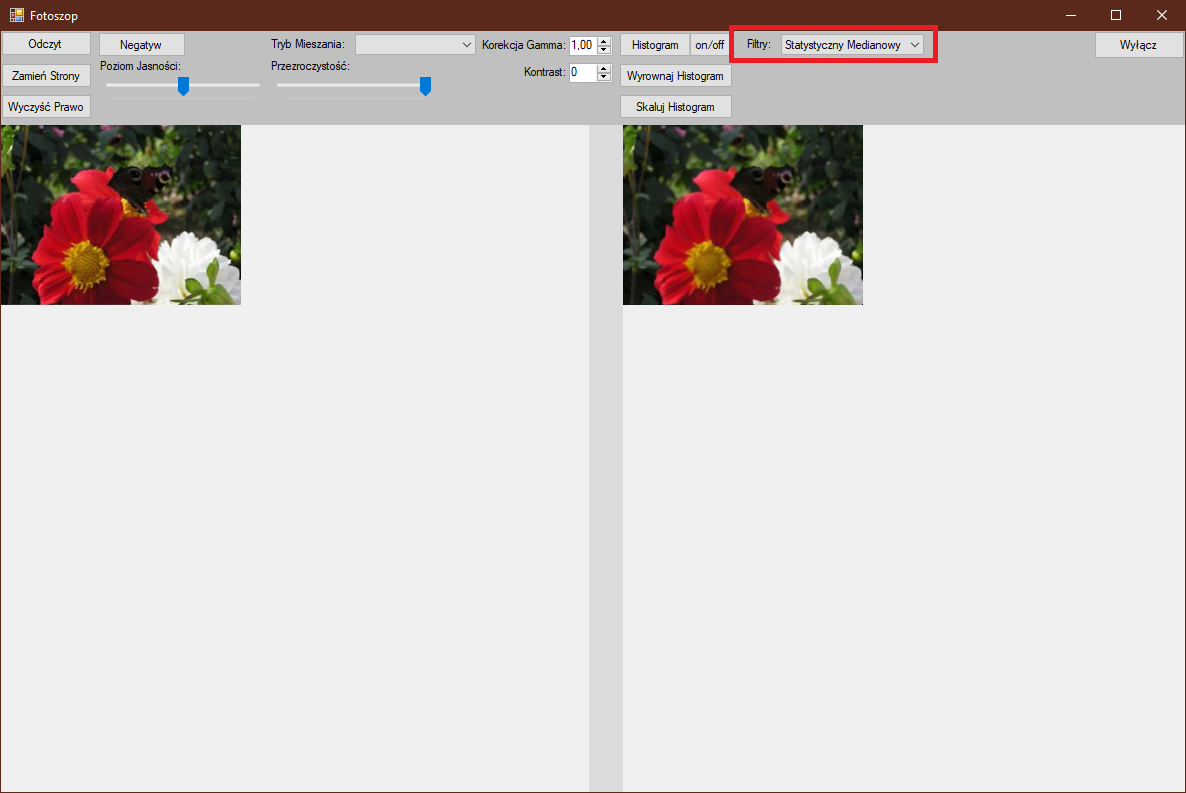 Fotoszop
Odczyt
Negatyw
Tryb Mieszania:
Korekcja Gamma: 1,00
Histogram
on/off
Filtry: Statystyczny Medianowy
Wyłącz
Zamień Strony
Poziom Jasności:
Przezroczystość:
Kontrast: 0
Wyrownaj Histogram
Wyczyść Prawo
Skaluj Histogram